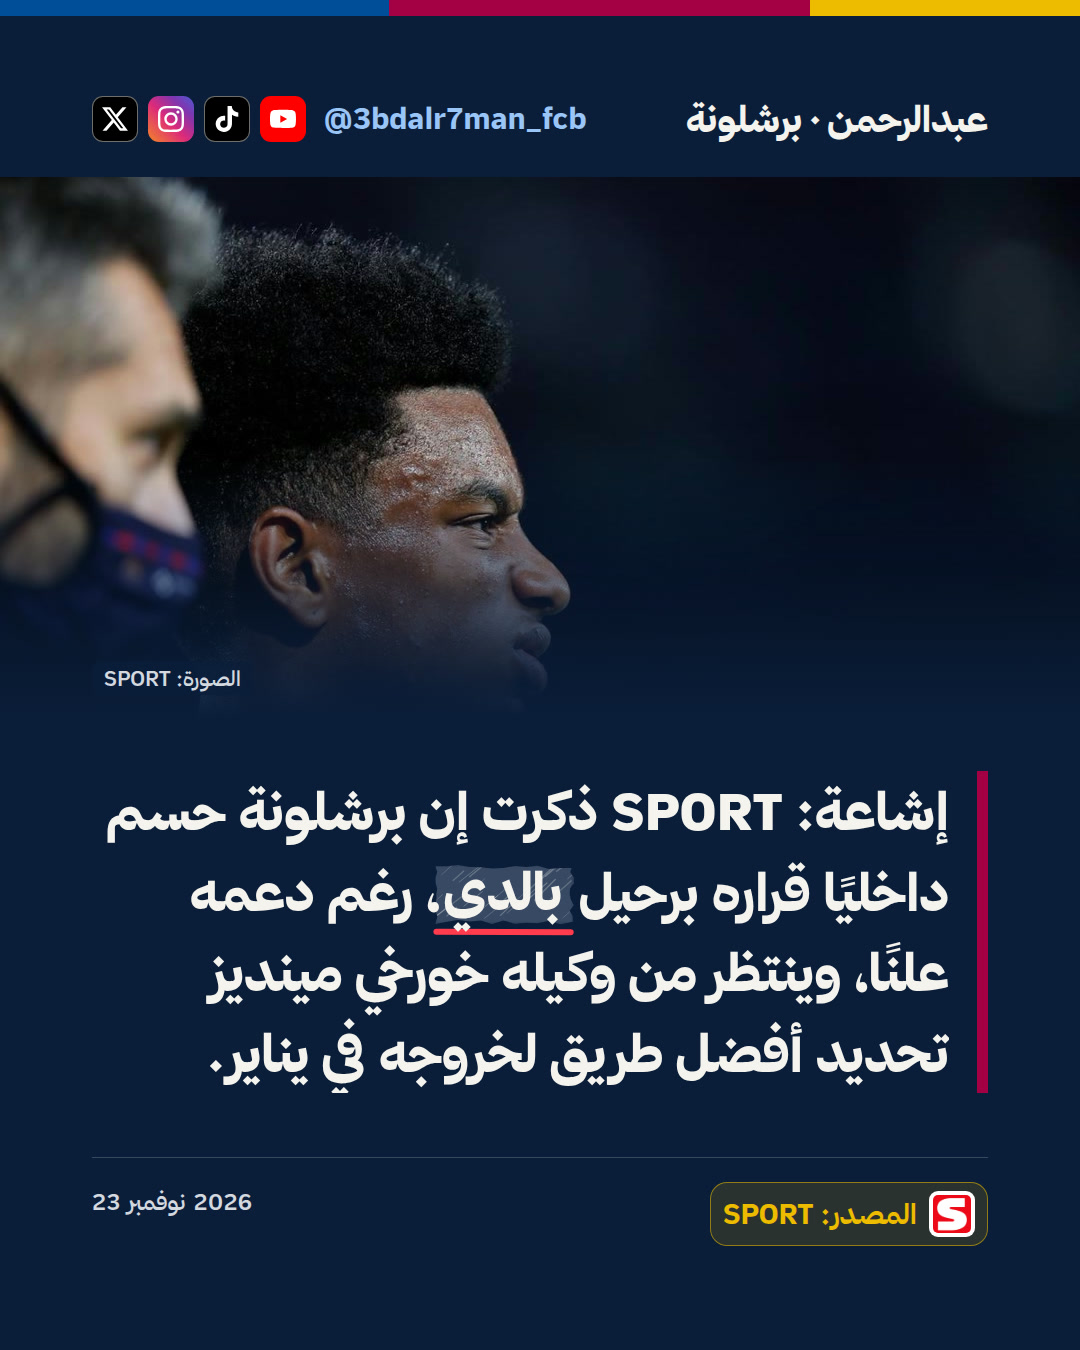 عبدالرحمن · برشلونة
@3bdalr7man_fcb
الصورة: SPORT
إشاعة: SPORT ذكرت إن برشلونة حسم
داخليًا قراره برحيل بالدي، رغم دعمه
علنًا، وينتظر من وكيله خورخي مينديز
تحديد أفضل طريق لخروجه في يناير.
المصدر: SPORT
23 نوفمبر 2026